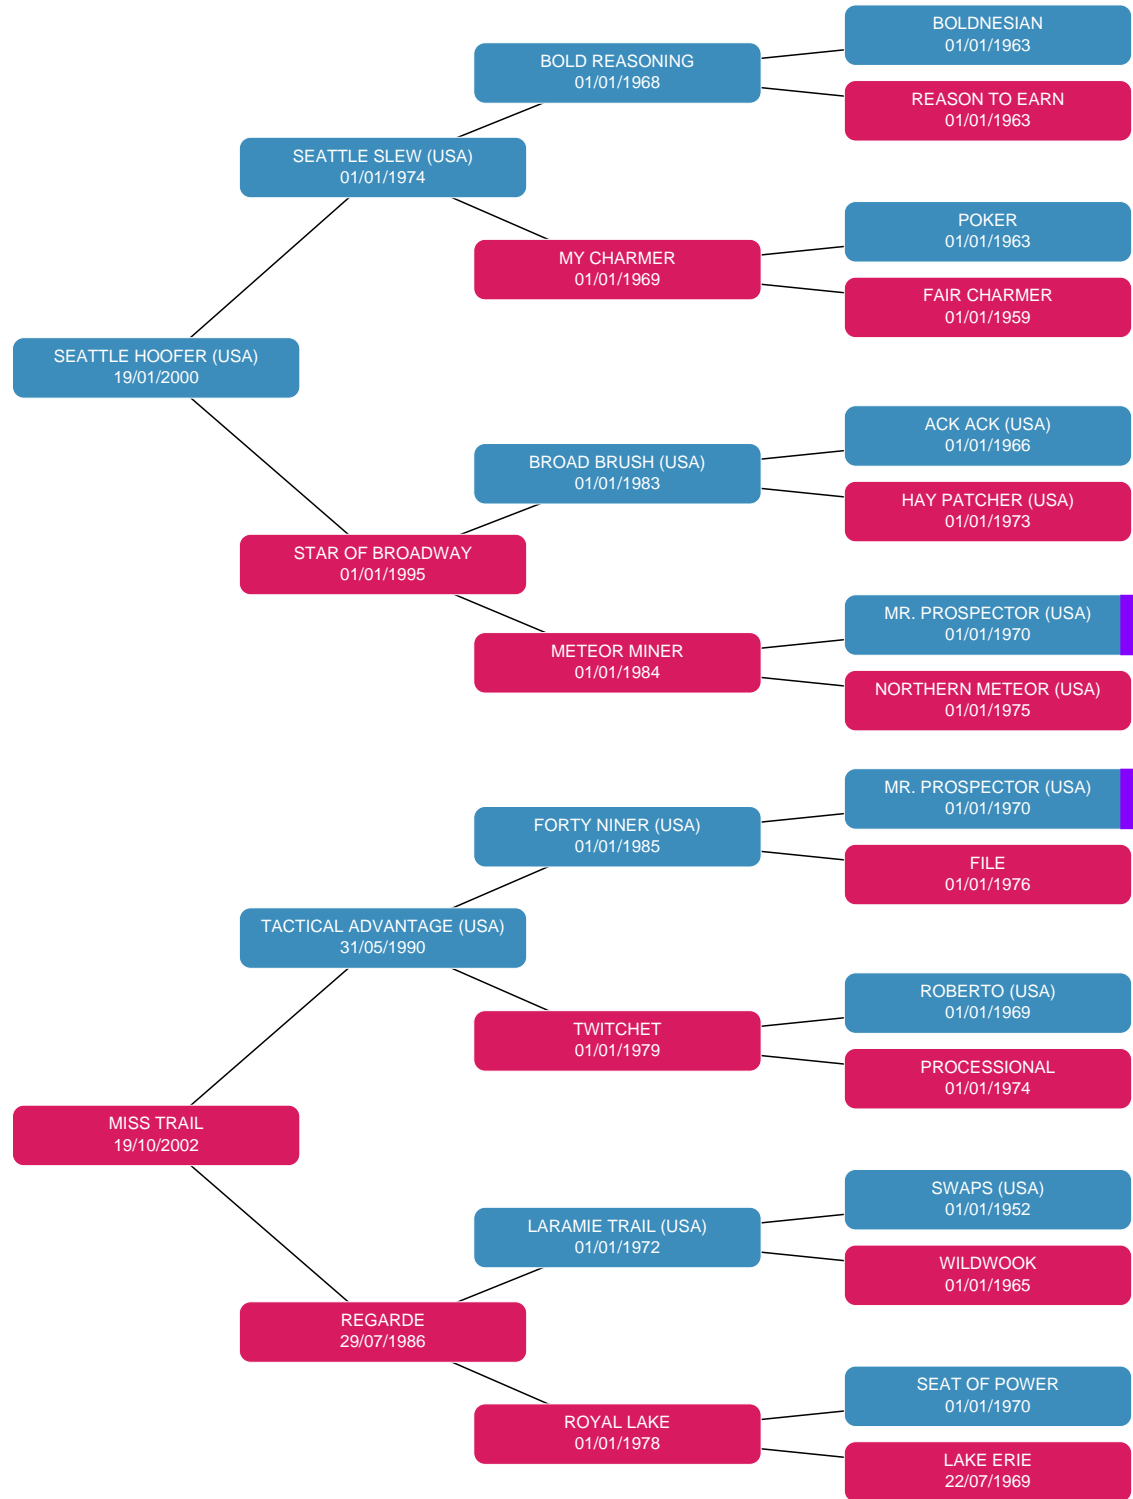 BOLDNESIAN
01/01/1963
BOLD REASONING
01/01/1968
REASON TO EARN
01/01/1963
SEATTLE SLEW (USA)
01/01/1974
POKER
01/01/1963
MY CHARMER
01/01/1969
FAIR CHARMER
01/01/1959
SEATTLE HOOFER (USA)
19/01/2000
ACK ACK (USA)
01/01/1966
BROAD BRUSH (USA)
01/01/1983
HAY PATCHER (USA)
01/01/1973
STAR OF BROADWAY
01/01/1995
MR. PROSPECTOR (USA)
01/01/1970
METEOR MINER
01/01/1984
NORTHERN METEOR (USA)
01/01/1975
MR. PROSPECTOR (USA)
01/01/1970
FORTY NINER (USA)
01/01/1985
FILE
01/01/1976
TACTICAL ADVANTAGE (USA)
31/05/1990
ROBERTO (USA)
01/01/1969
TWITCHET
01/01/1979
PROCESSIONAL
01/01/1974
MISS TRAIL
19/10/2002
SWAPS (USA)
01/01/1952
LARAMIE TRAIL (USA)
01/01/1972
WILDWOOK
01/01/1965
REGARDE
29/07/1986
SEAT OF POWER
01/01/1970
ROYAL LAKE
01/01/1978
LAKE ERIE
22/07/1969